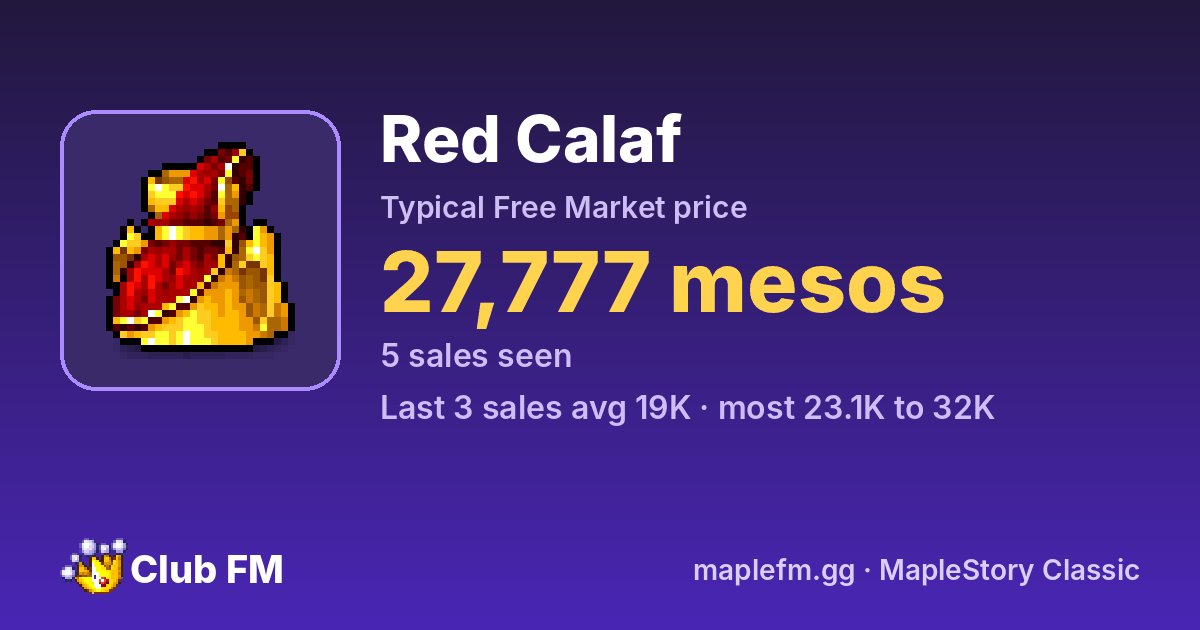 Red Calaf
Typical Free Market price
27,777 mesos
5 sales seen
Last 3 sales avg 19K · most 23.1K to 32K
Club FM
maplefm.gg · MapleStory Classic